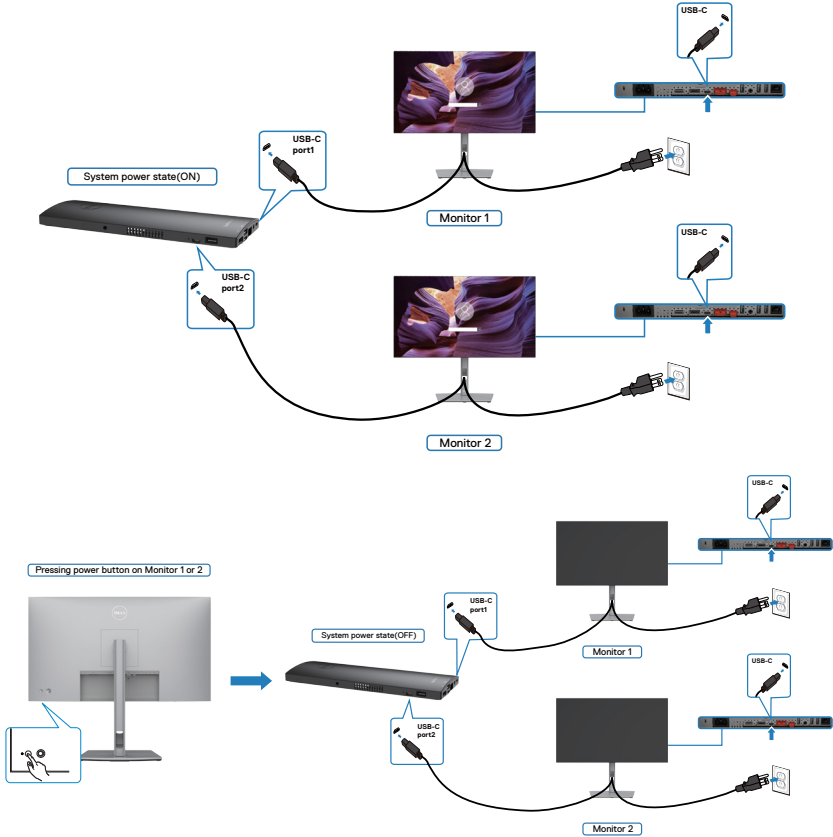 USB-C
USB-C
port1
System power state(ON)
Monitor 1
USB-C
USB-C
port2
Monitor 2
USB-C
Pressing power button on Monitor 1 or 2
DELL
USB-C
port1
System power state(OFF)
Monitor 1
USB-C
USB-C
port2
Monitor 2